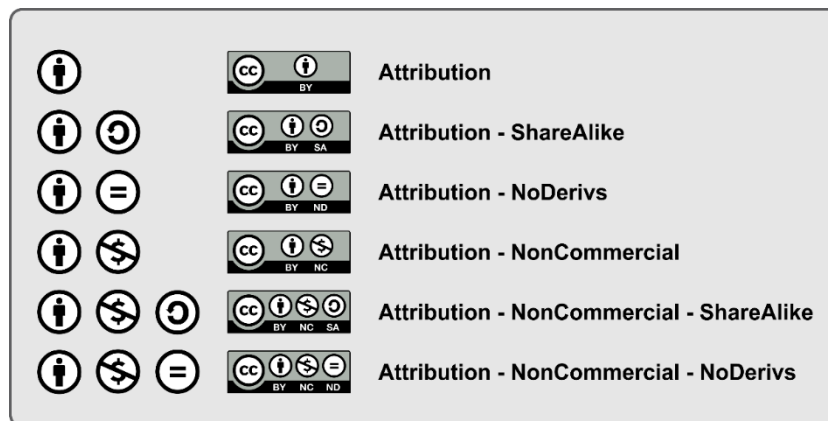 cc BY Attribution
cc BY SA Attribution - ShareAlike
cc BY ND Attribution - NoDerivs
cc BY NC Attribution - NonCommercial
cc BY NC SA Attribution - NonCommercial - ShareAlike
cc BY NC ND Attribution - NonCommercial - NoDerivs